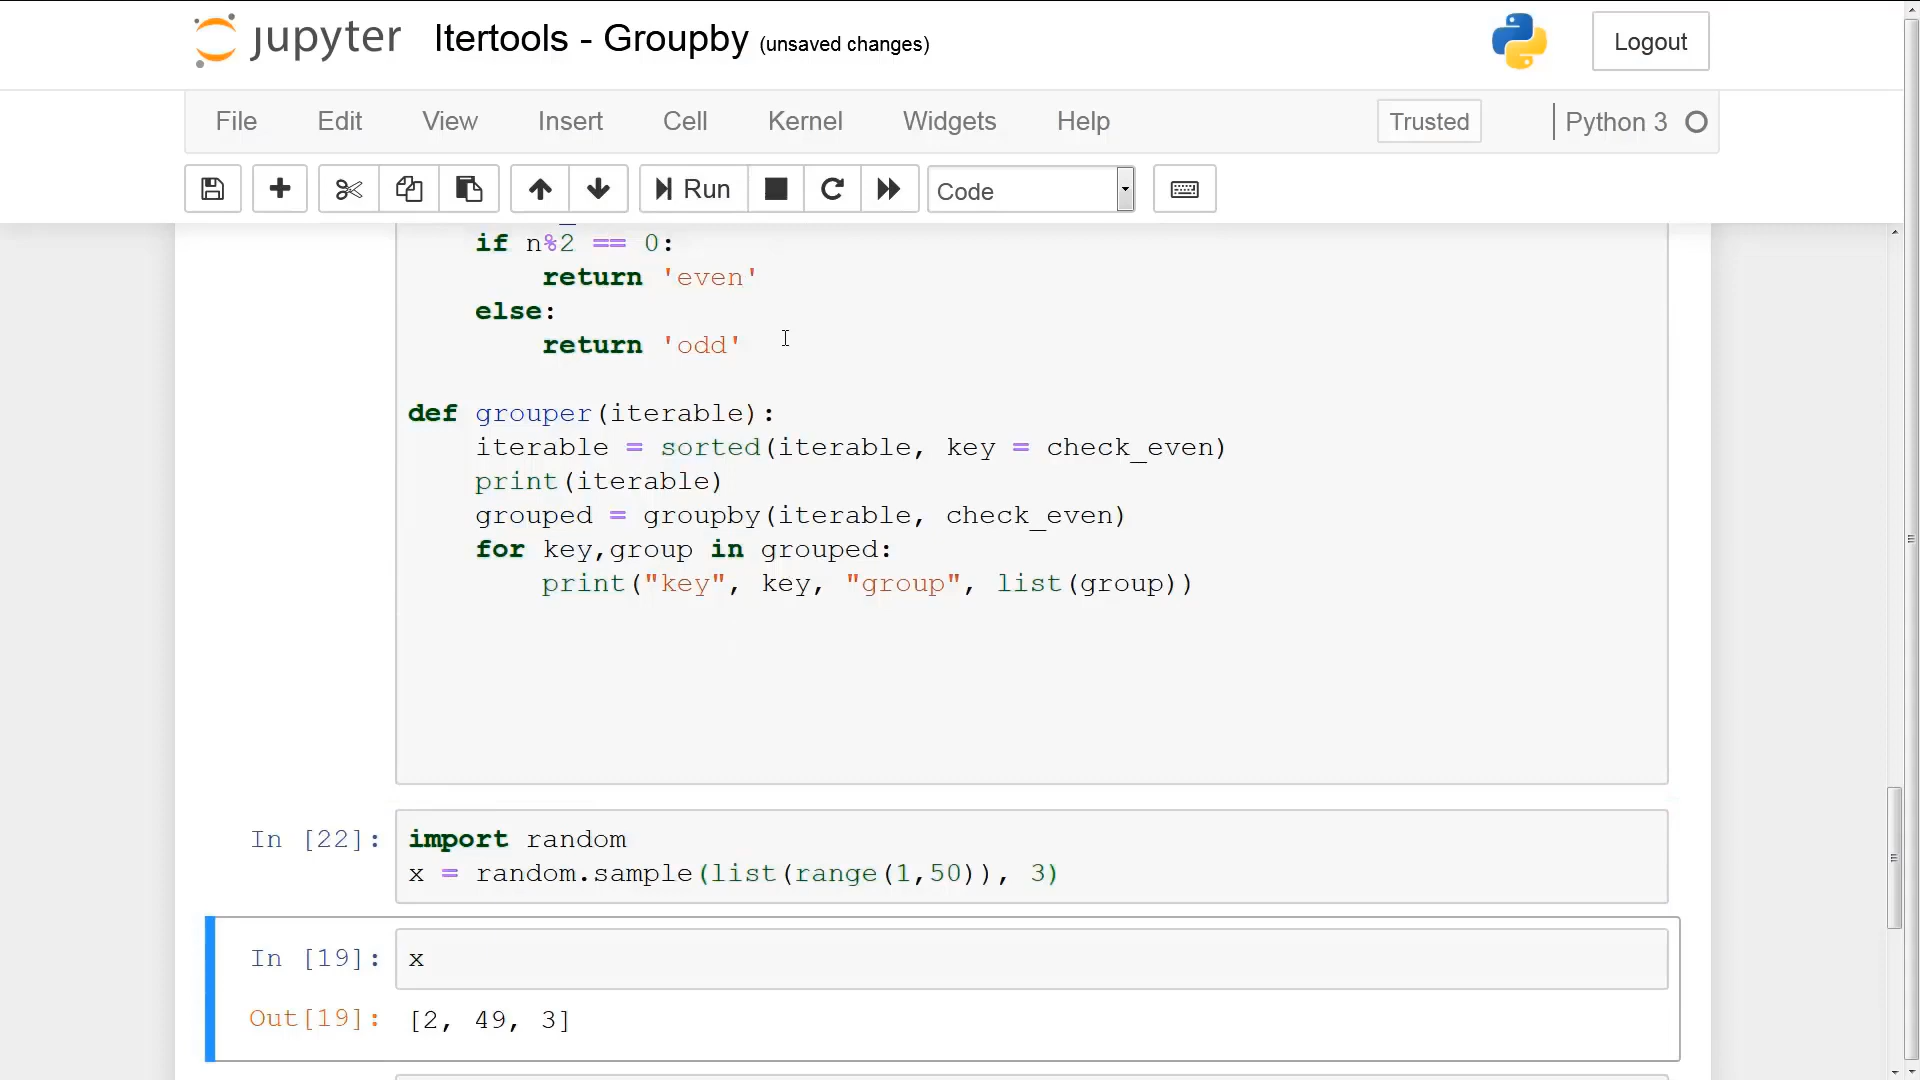 jupyter Itertools - Groupby (unsaved changes) Logout
File Edit View Insert Cell Kernel Widgets Help Trusted Python 3
Run Code
if n%2 == 0:
return 'even'
else:
return 'odd'
def grouper(iterable):
iterable = sorted(iterable, key = check_even)
print(iterable)
grouped = groupby(iterable, check_even)
for key,group in grouped:
print("key", key, "group", list(group))
In [22]: import random
x = random.sample(list(range(1,50)), 3)
In [19]: x
Out[19]: [2, 49, 3]